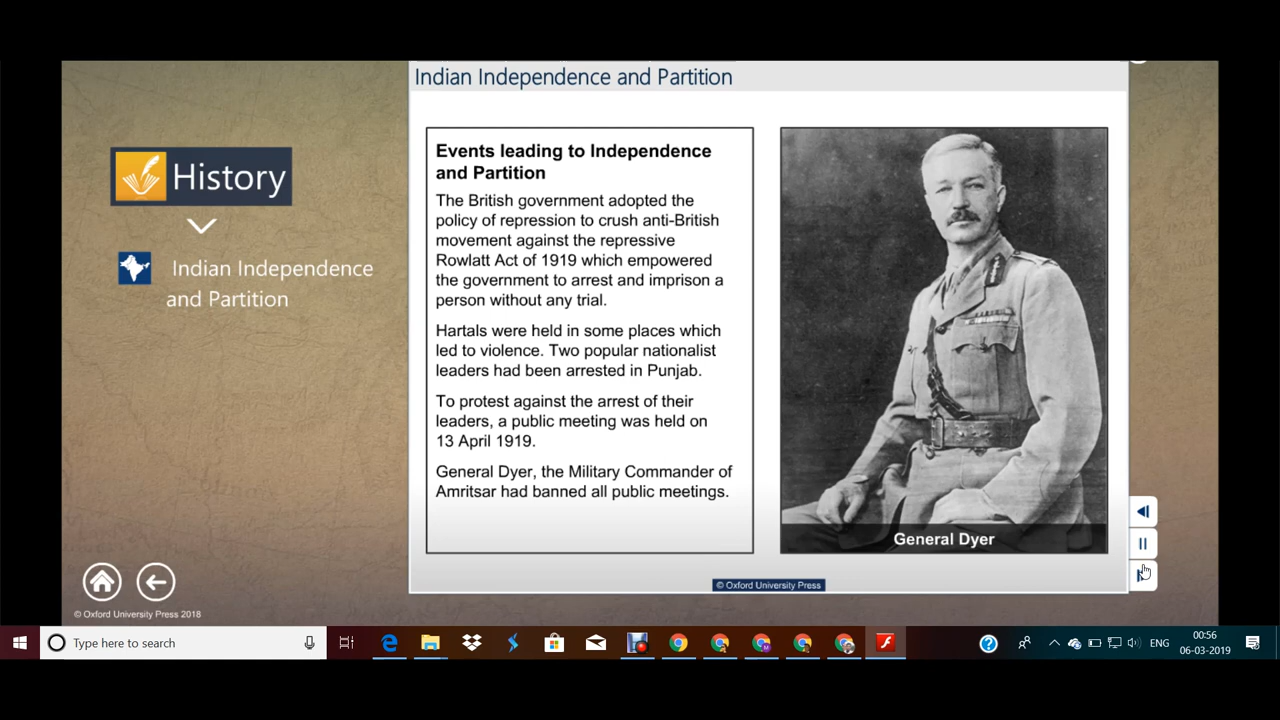 Indian Independence and Partition
History
Indian Independence
and Partition
Events leading to Independence
and Partition
The British government adopted the
policy of repression to crush anti-British
movement against the repressive
Rowlatt Act of 1919 which empowered
the government to arrest and imprison a
person without any trial.
Hartals were held in some places which
led to violence. Two popular nationalist
leaders had been arrested in Punjab.
To protest against the arrest of their
leaders, a public meeting was held on
13 April 1919.
General Dyer, the Military Commander of
Amritsar had banned all public meetings.
General Dyer
© Oxford University Press
© Oxford University Press 2018
Type here to search
ENG
00:56
06-03-2019